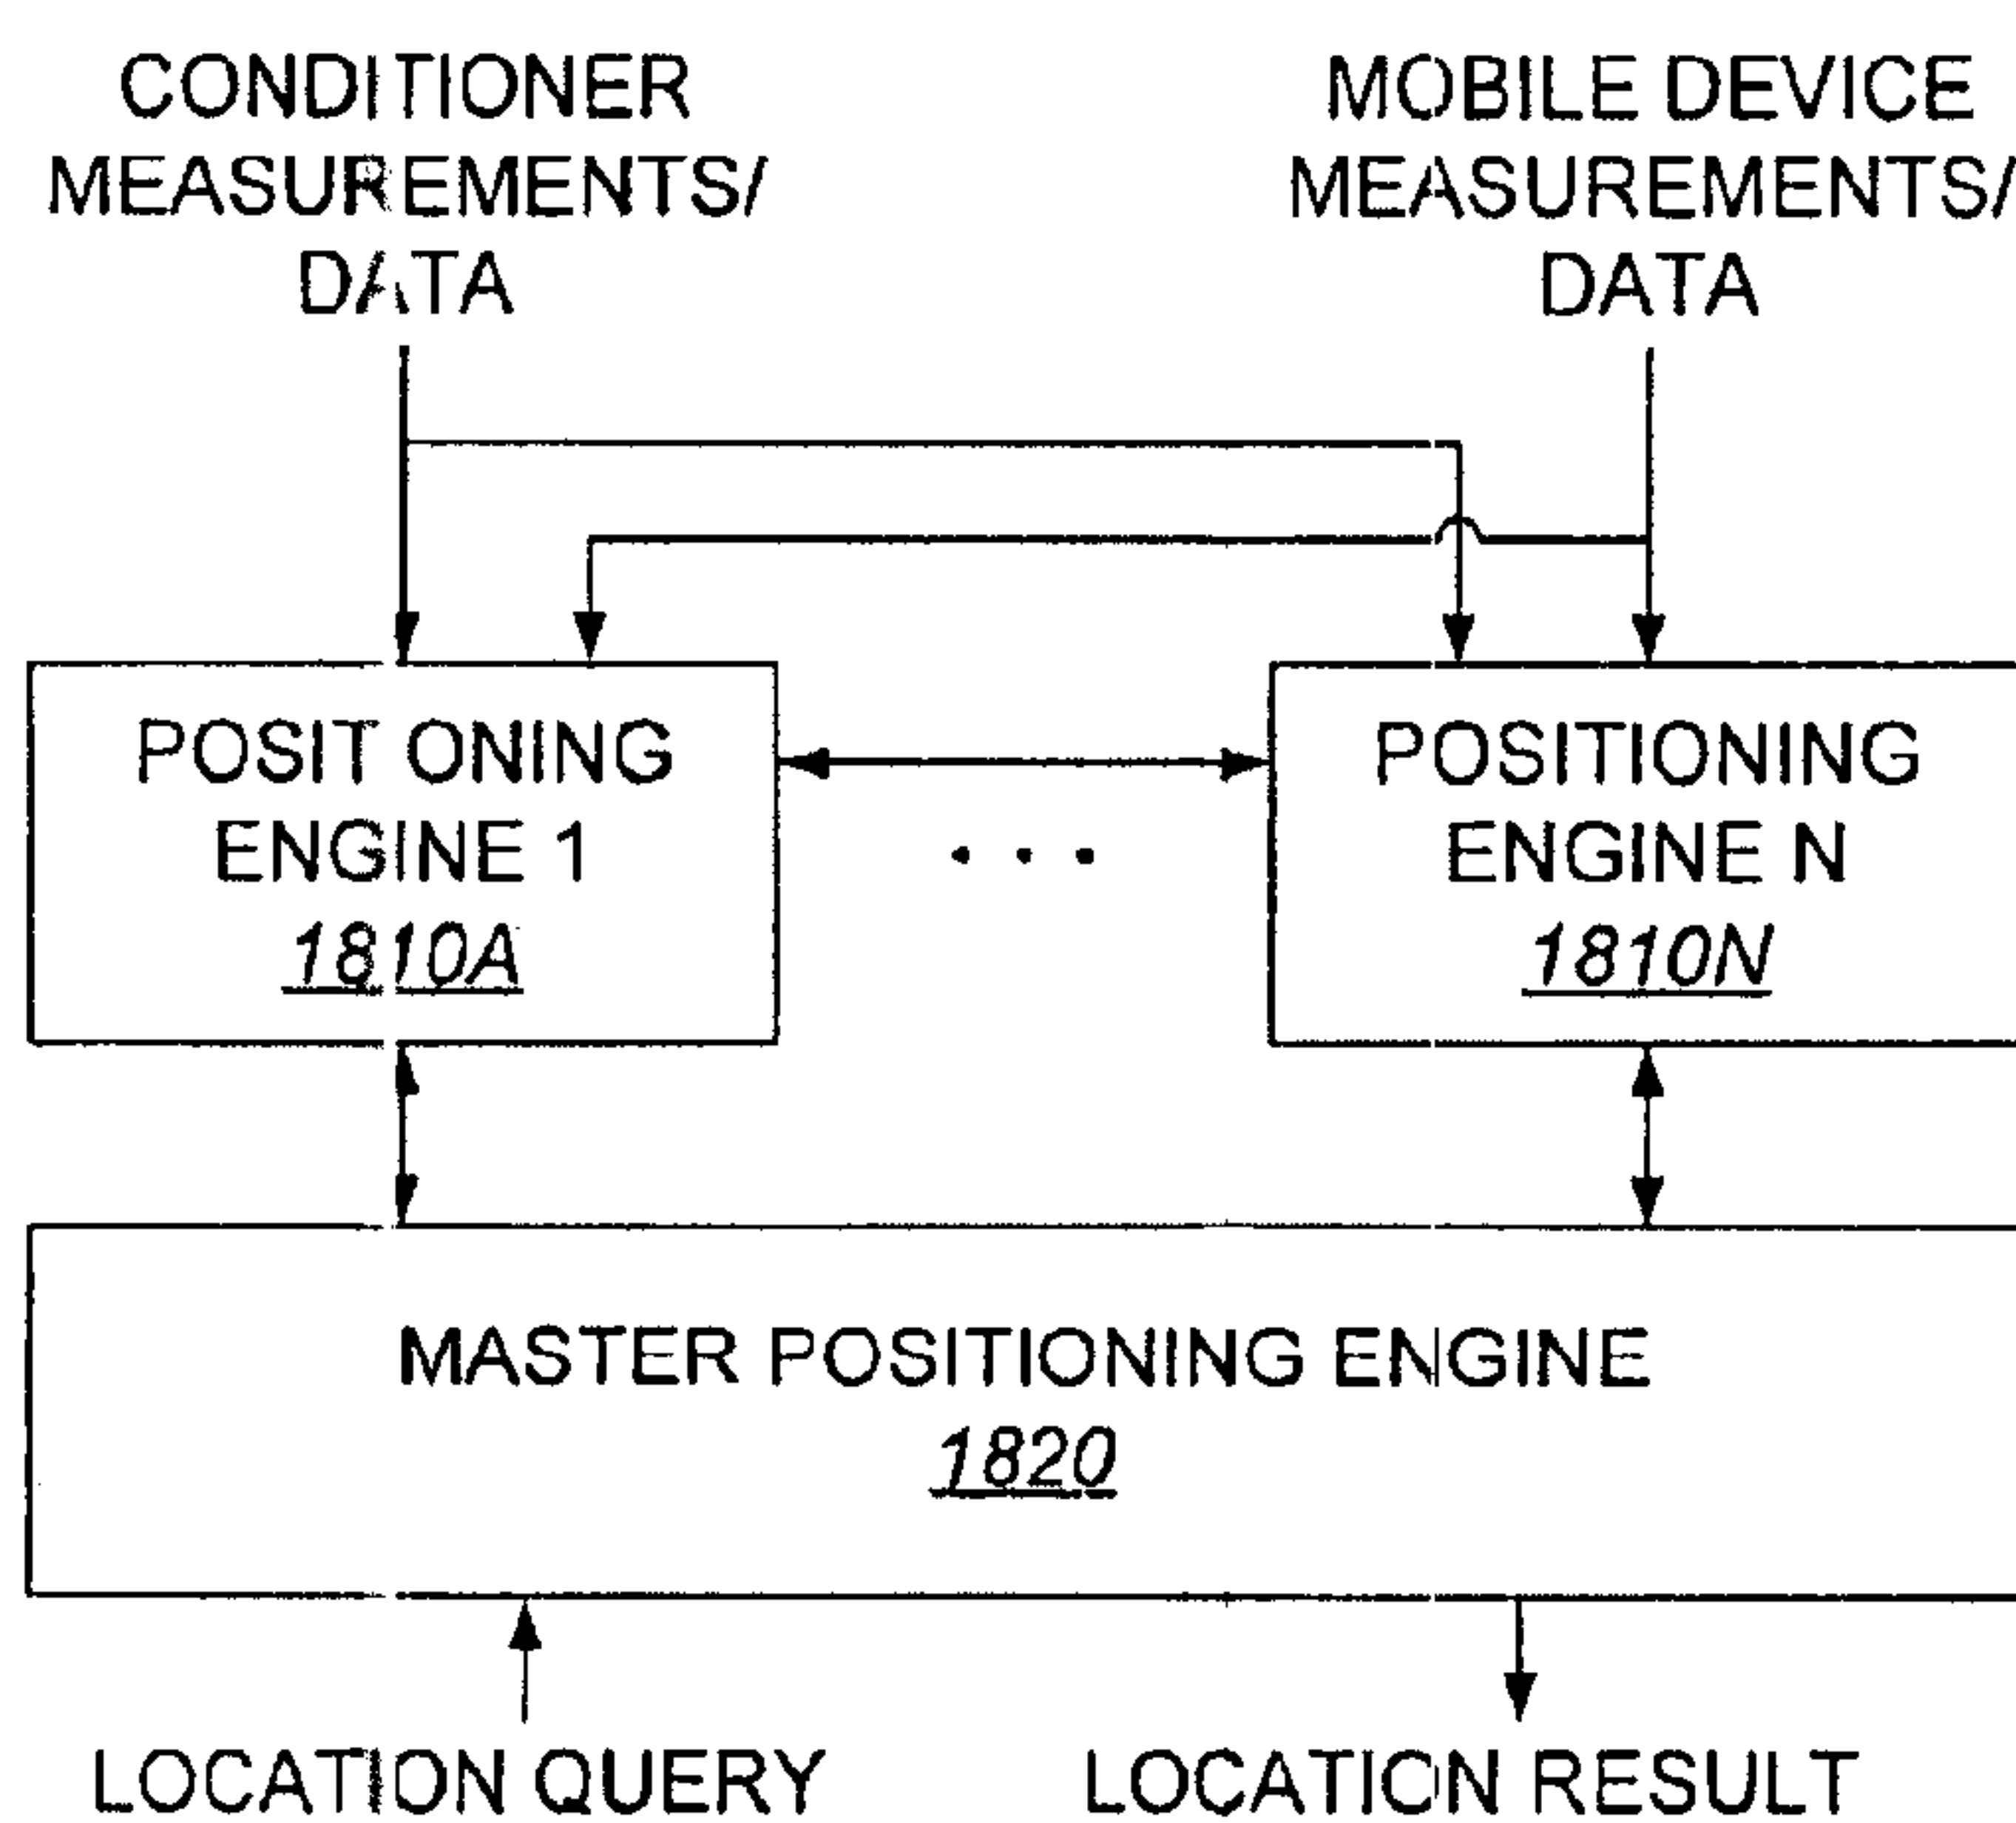 CONDITIONER
MEASUREMENTS/
DATA
MOBILE DEVICE
MEASUREMENTS/
DATA
POSIT ONING
ENGINE 1
1810A
. . .
POSITIONING
ENGINE N
1810N
MASTER POSITIONING ENGINE
1820
LOCATION QUERY
LOCATION RESULT